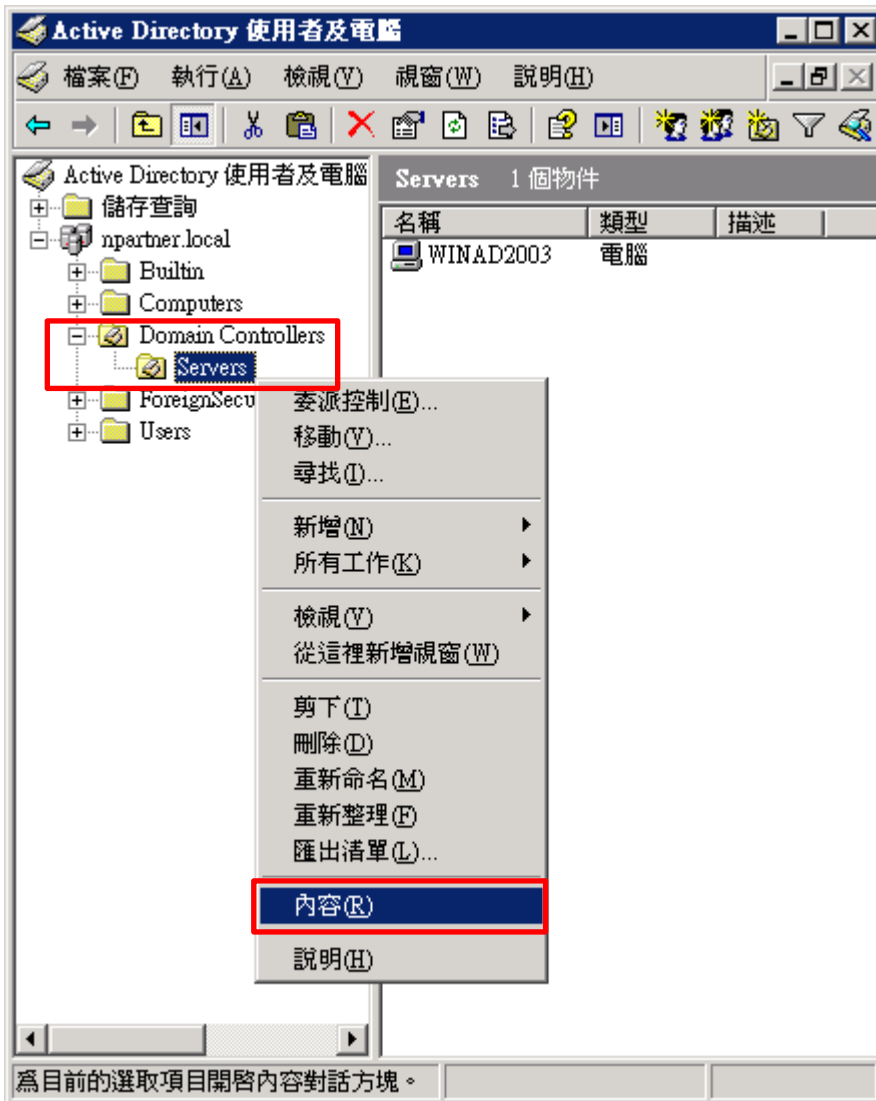 Active Directory 使用者及電腦
檔案(F) 執行(A) 檢視(V) 視窗(W) 說明(H)
Active Directory 使用者及電腦
儲存查詢
npartner.local
Builtin
Computers
Domain Controllers
Servers
ForeignSecu
Users
Servers 1 個物件
名稱 類型 描述
WINAD2003 電腦
委派控制(E)...
移動(V)...
尋找(I)...
新增(N)
所有工作(K)
檢視(V)
從這裡新增視窗(W)
剪下(T)
刪除(D)
重新命名(M)
重新整理(F)
匯出清單(L)...
內容(R)
說明(H)
爲目前的選取項目開啓內容對話方塊。